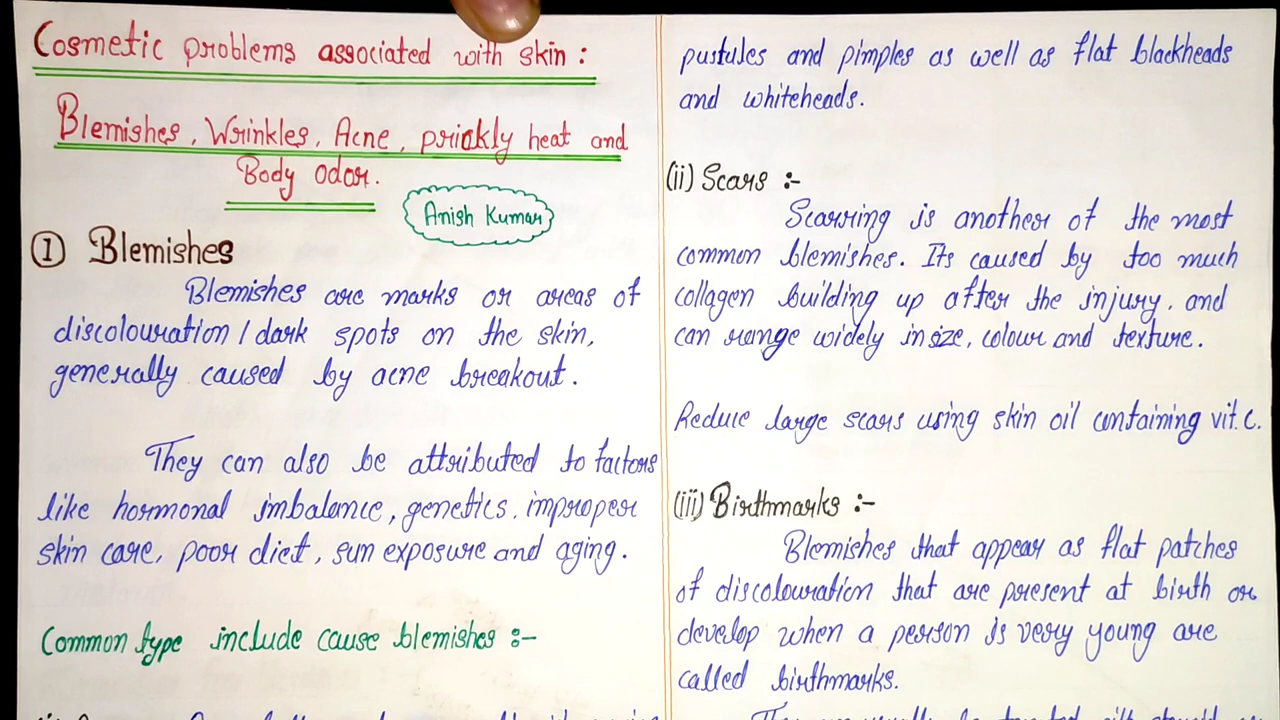 Cosmetic problems associated with skin :
Blemishes, Wrinkles, Acne, prickly heat and
Body Odor.
Anish Kumar
① Blemishes
Blemishes are marks or areas of
discolouration / dark spots on the skin,
generally caused by acne breakout.
They can also be attributed to factors
like hormonal imbalance, genetics, improper
skin care, poor diet, sun exposure and aging.
Common type include cause blemishes :-
pustules and pimples as well as flat blackheads
and whiteheads.
(ii) Scars :-
Scarring is another of the most
common blemishes. Its caused by too much
collagen building up after the injury, and
can range widely in size, colour and texture.
Reduce large scars using skin oil containing vit. C.
(iii) Birthmarks :-
Blemishes that appear as flat patches
of discolouration that are present at birth or
develop when a person is very young are
called birthmarks.